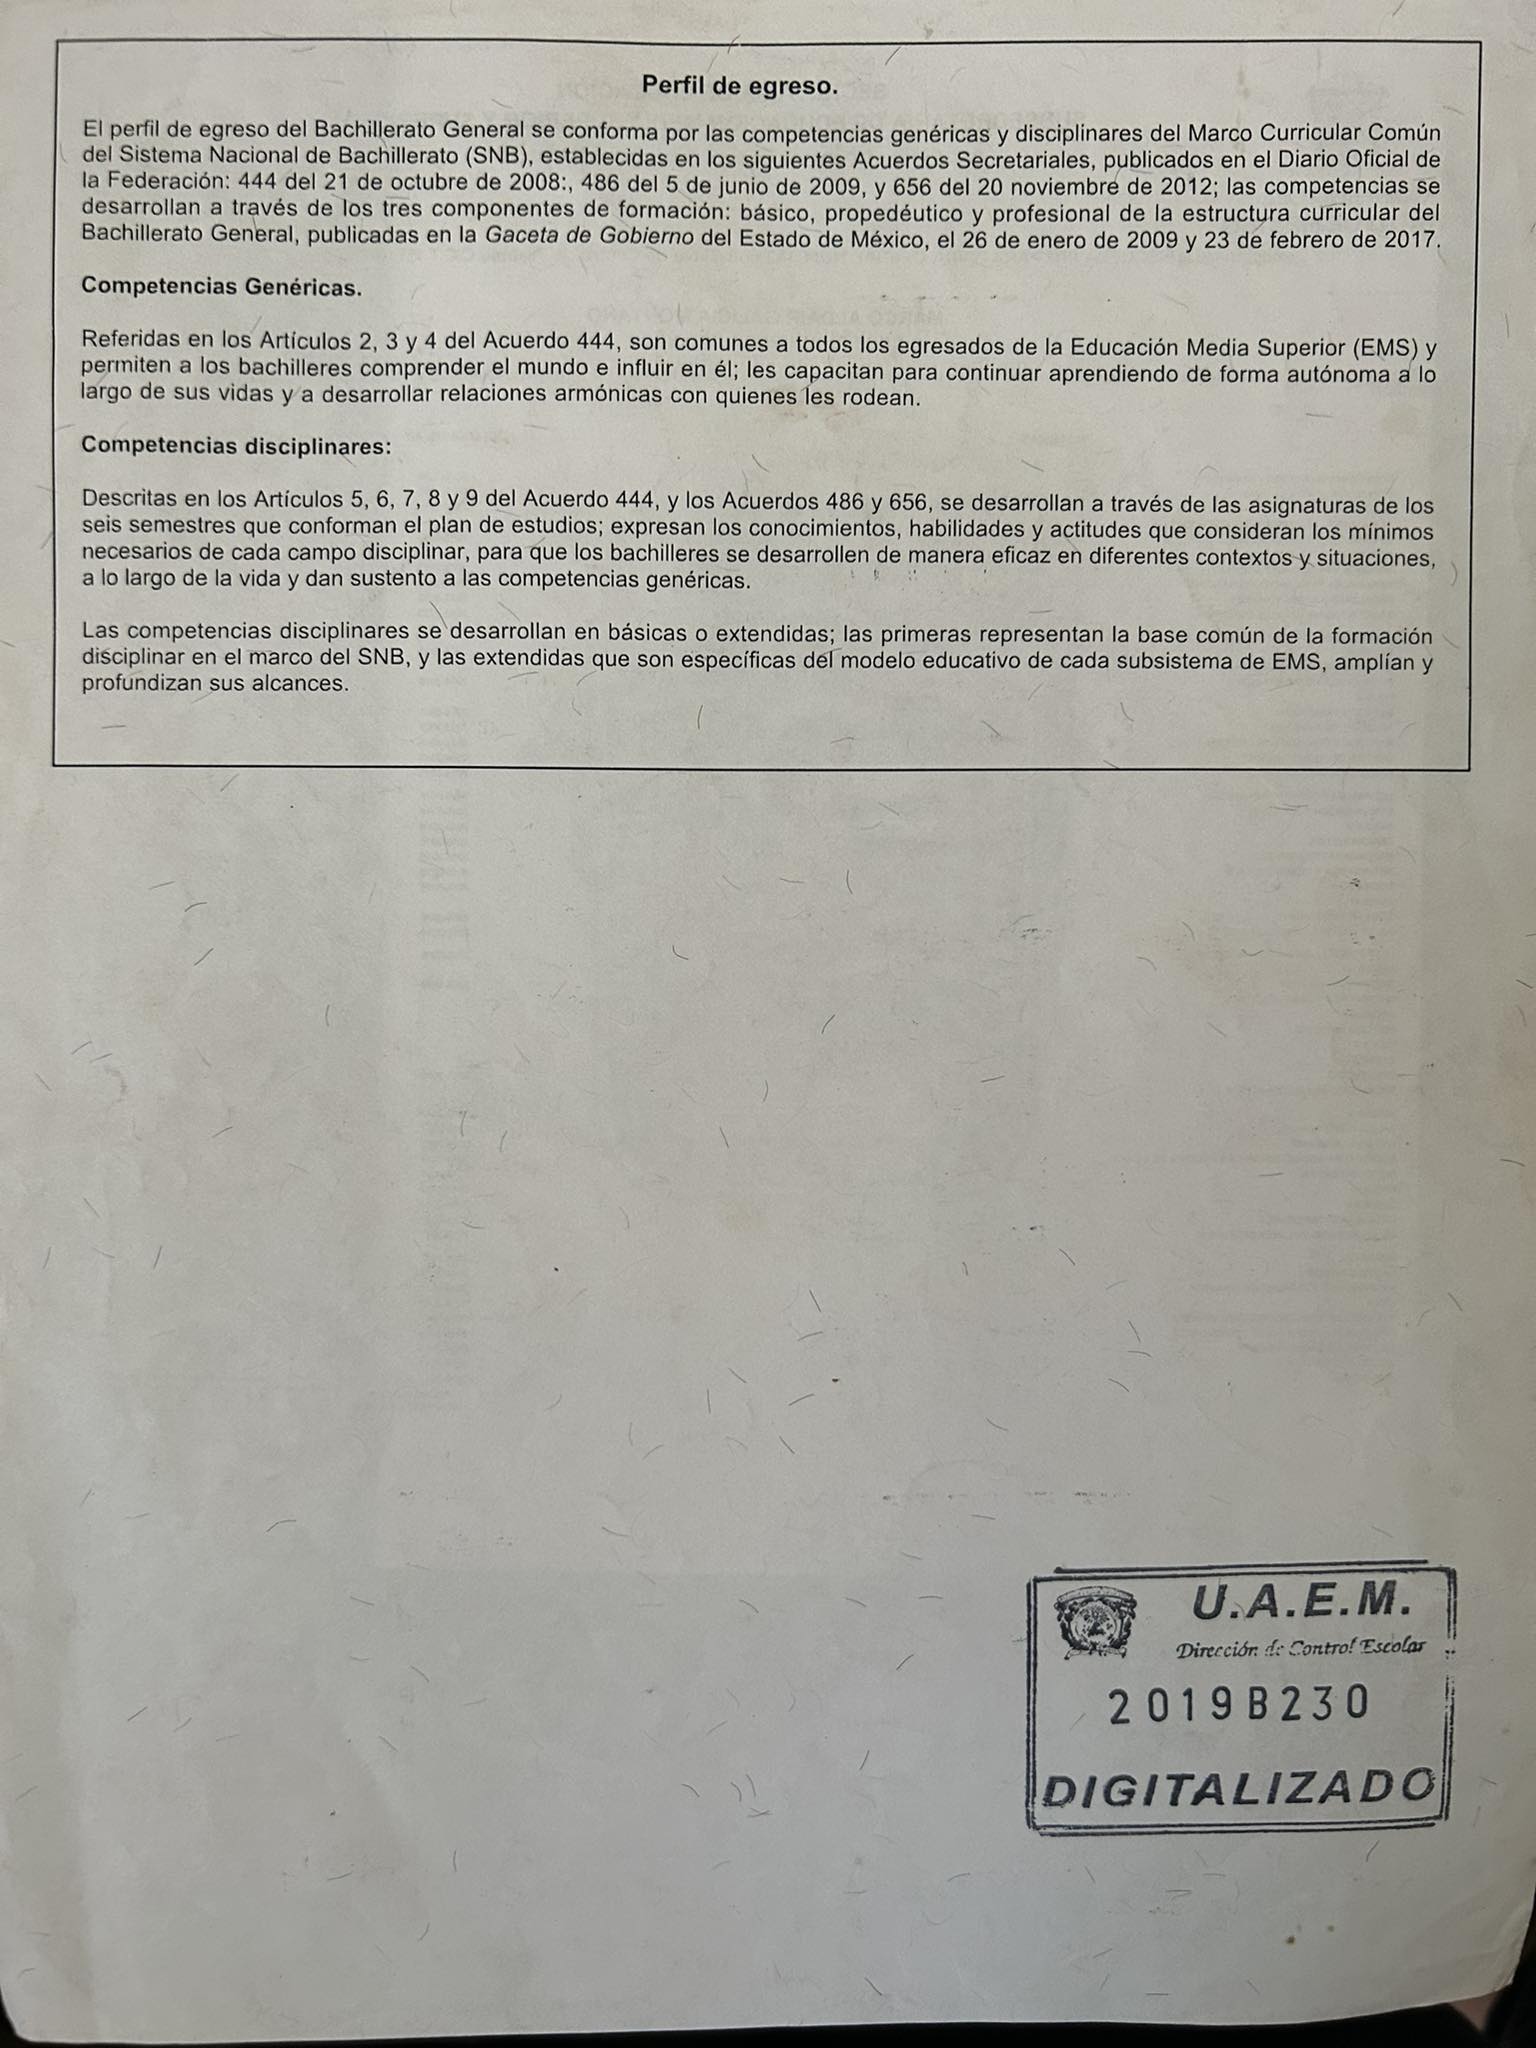 Perfil de egreso.
El perfil de egreso del Bachillerato General se conforma por las competencias genéricas y disciplinares del Marco Curricular Común
del Sistema Nacional de Bachillerato (SNB), establecidas en los siguientes Acuerdos Secretariales, publicados en el Diario Oficial de
la Federación: 444 del 21 de octubre de 2008:, 486 del 5 de junio de 2009, y 656 del 20 noviembre de 2012; las competencias se
desarrollan a través de los tres componentes de formación: básico, propedéutico y profesional de la estructura curricular del
Bachillerato General, publicadas en la Gaceta de Gobierno del Estado de México, el 26 de enero de 2009 y 23 de febrero de 2017.
Competencias Genéricas.
Referidas en los Artículos 2, 3 y 4 del Acuerdo 444, son comunes a todos los egresados de la Educación Media Superior (EMS) y
permiten a los bachilleres comprender el mundo e influir en él; les capacitan para continuar aprendiendo de forma autónoma a lo
largo de sus vidas y a desarrollar relaciones armónicas con quienes les rodean.
Competencias disciplinares:
Descritas en los Artículos 5, 6, 7, 8 y 9 del Acuerdo 444, y los Acuerdos 486 y 656, se desarrollan a través de las asignaturas de los
seis semestres que conforman el plan de estudios; expresan los conocimientos, habilidades y actitudes que consideran los mínimos
necesarios de cada campo disciplinar, para que los bachilleres se desarrollen de manera eficaz en diferentes contextos y situaciones,
a lo largo de la vida y dan sustento a las competencias genéricas.
Las competencias disciplinares se desarrollan en básicas o extendidas; las primeras representan la base común de la formación
disciplinar en el marco del SNB, y las extendidas que son específicas del modelo educativo de cada subsistema de EMS, amplían y
profundizan sus alcances.
U.A.E.M.
Dirección de Control Escolar
2019B230
DIGITALIZADO